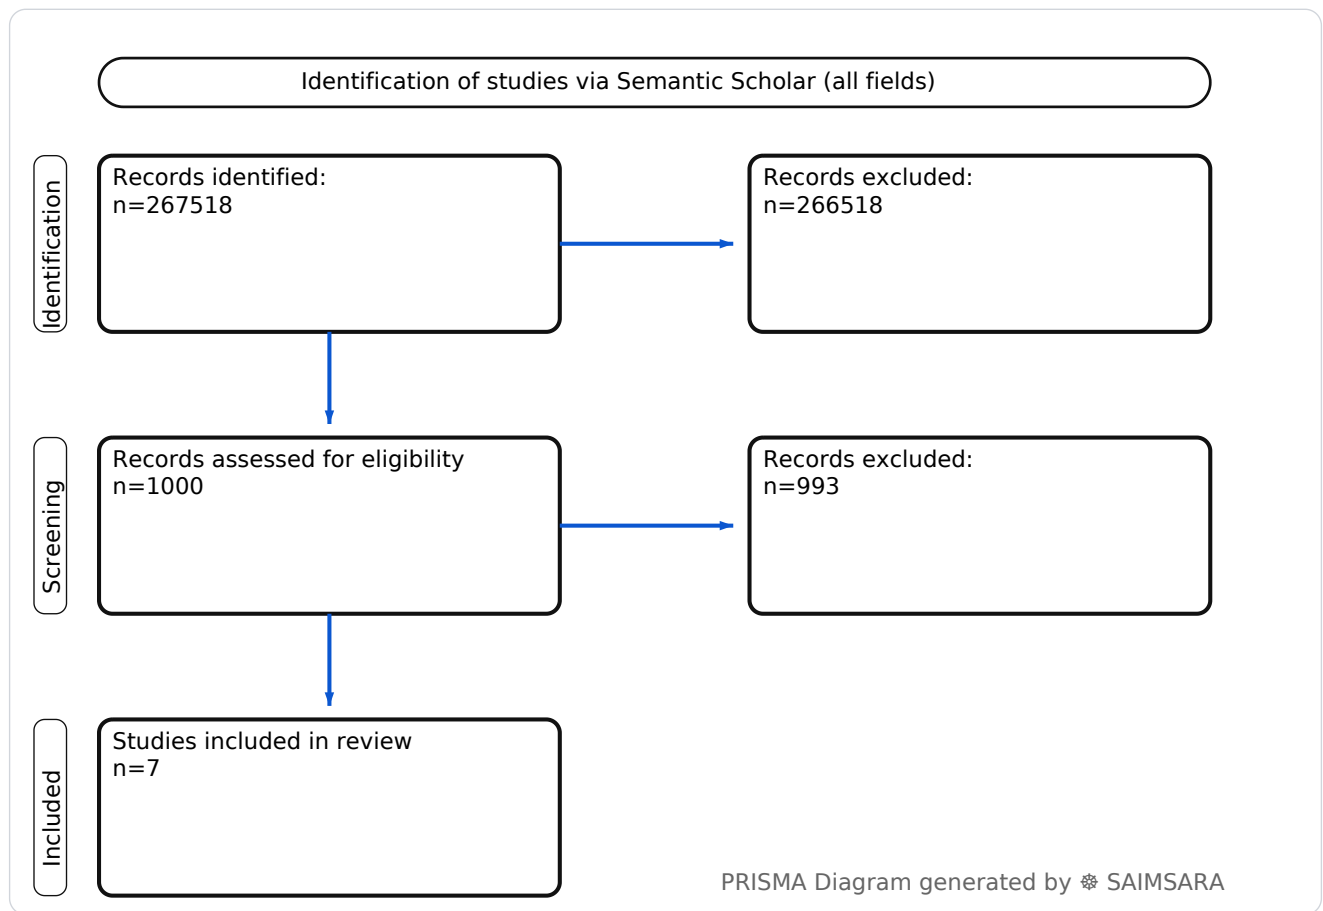 Identification of studies via Semantic Scholar (all fields)
Identification
Records identified:
n=267518
Records excluded:
n=266518
Screening
Records assessed for eligibility
n=1000
Records excluded:
n=993
Included
Studies included in review
n=7
PRISMA Diagram generated by ☸ SAIMSARA